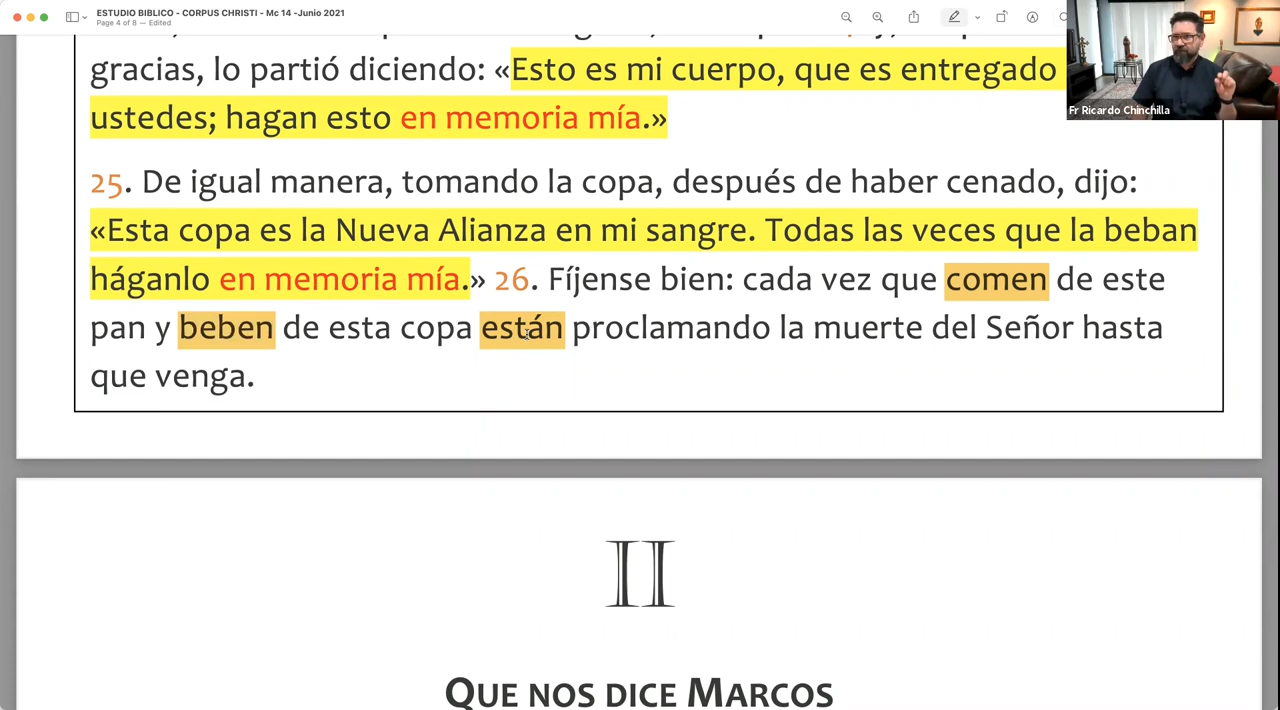 ESTUDIO BIBLICO - CORPUS CHRISTI - Mc 14 -Junio 2021
Page 4 of 8 — Edited
gracias, lo partió diciendo: «Esto es mi cuerpo, que es entregado
Fr Ricardo Chinchilla
ustedes; hagan esto en memoria mía.»
25. De igual manera, tomando la copa, después de haber cenado, dijo:
«Esta copa es la Nueva Alianza en mi sangre. Todas las veces que la beban
háganlo en memoria mía.» 26. Fíjense bien: cada vez que comen de este
pan y beben de esta copa están proclamando la muerte del Señor hasta
que venga.
II
QUE NOS DICE MARCOS